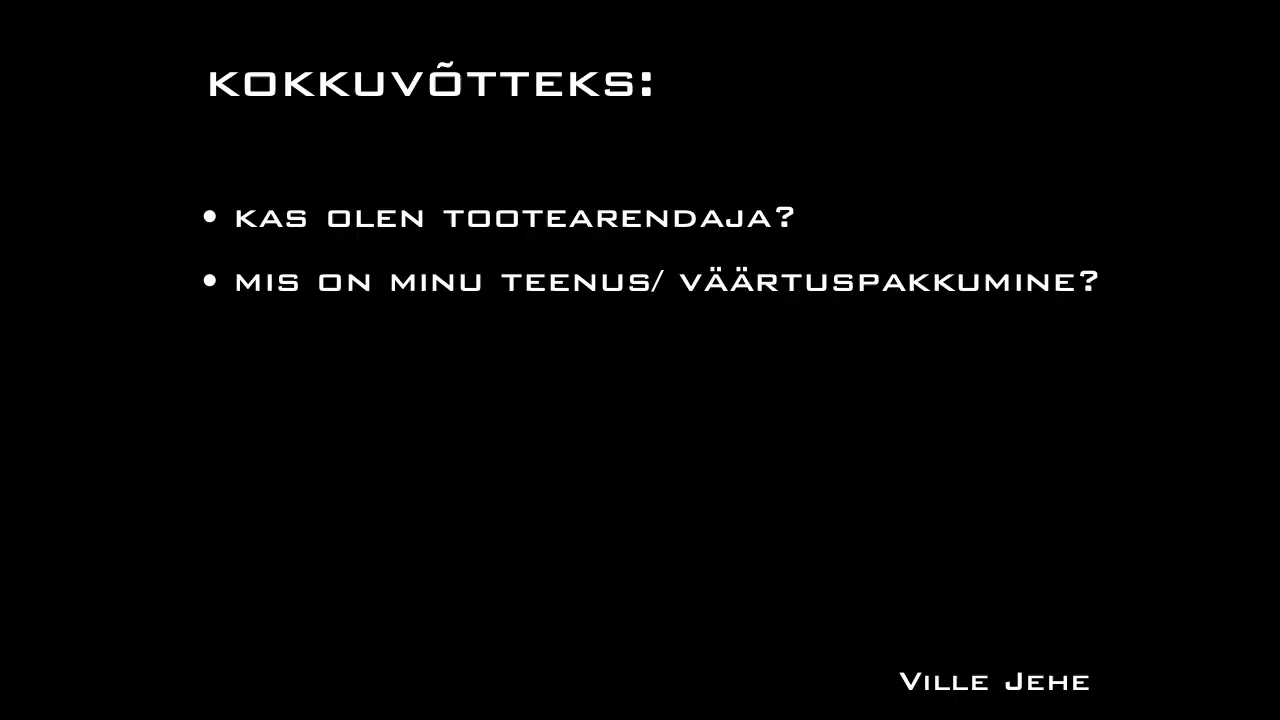 KOKKUVÕTTEKS:
• KAS OLEN TOOTEARENDAJA?
• MIS ON MINU TEENUS/ VÄÄRTUSPAKKUMINE?
VILLE JEHE